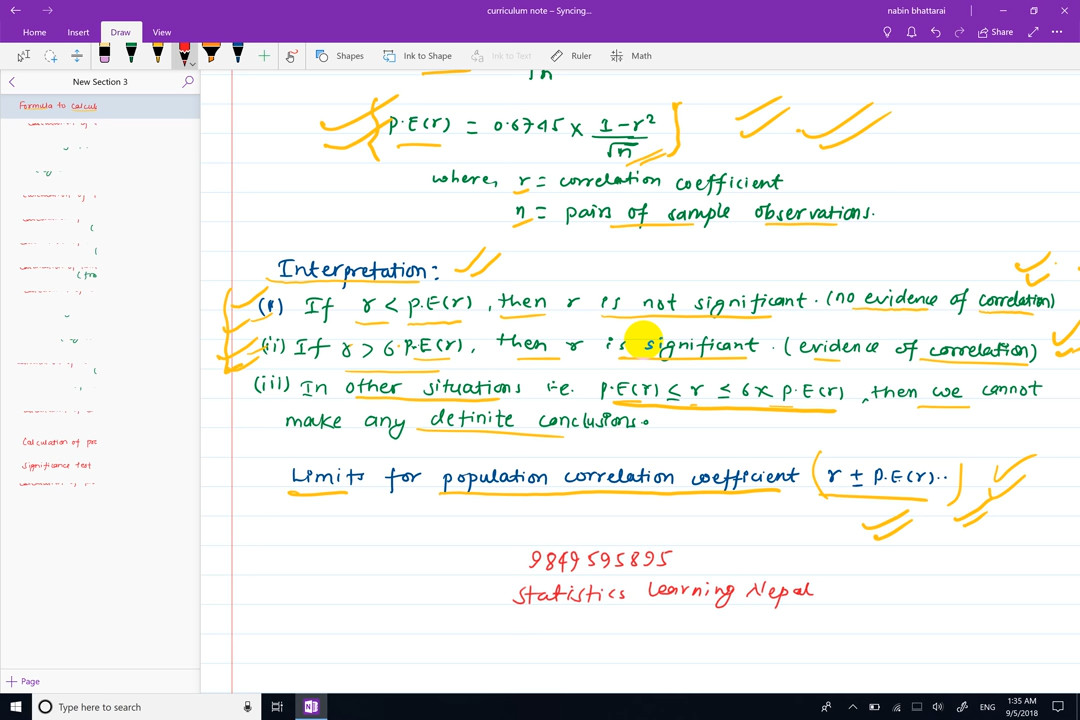 curriculum note – Syncing...
nabin bhattarai
Home Insert Draw View
Share
Shapes Ink to Shape Ink to Text Ruler Math
New Section 3
Formula to calcub
Calculation of pre
Significance test
+ Page
√n
P.E(r) = 0.6745 × 1-r² / √n
where, r = correlation coefficient
n = pairs of sample observations.
Interpretation:
(i) If r < P.E(r), then r is not significant. (no evidence of correlation)
(ii) If r > 6.P.E(r), then r is significant. (evidence of correlation)
(iii) In other situations i.e. P.E(r) ≤ r ≤ 6× P.E(r), then we cannot
make any definite conclusions.
Limits for population correlation coefficient (r ± P.E(r)..)
9849595895
Statistics Learning Nepal
Type here to search
ENG
1:35 AM
9/5/2018